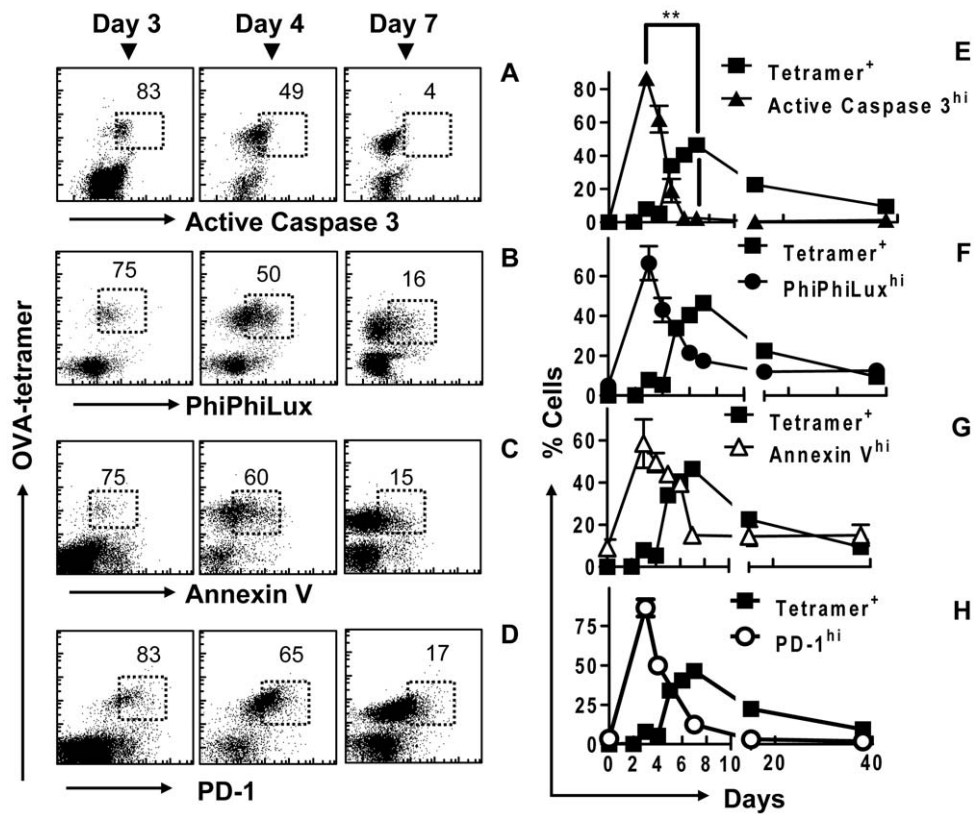 Day 3 Day 4 Day 7
OVA-tetramer
A
83 49 4
Active Caspase 3
B
75 50 16
PhiPhiLux
C
75 60 15
Annexin V
D
83 65 17
PD-1
% Cells
**
E
Tetramer+
Active Caspase 3hi
80
60
40
20
0
F
Tetramer+
PhiPhiLuxhi
60
40
20
0
G
Tetramer+
Annexin Vhi
60
40
20
0
H
Tetramer+
PD-1hi
75
50
25
0
0 2 4 6 8 10 20 40
Days